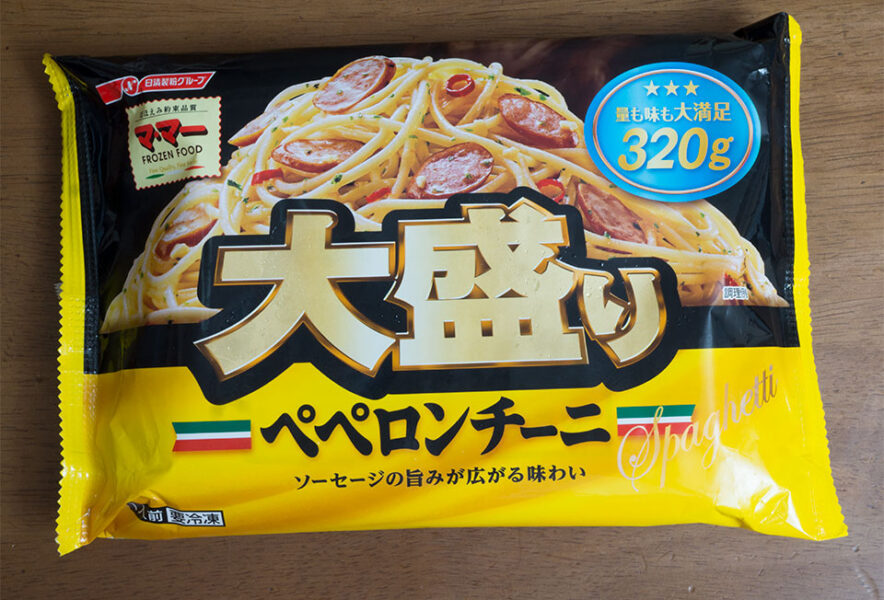 日清製粉グループ
マ・マー
FROZEN FOOD
★★★
量も味も大満足
320g
調理例
大盛り
ペペロンチーニ
Spaghetti
ソーセージの旨みが広がる味わい
前 要冷凍